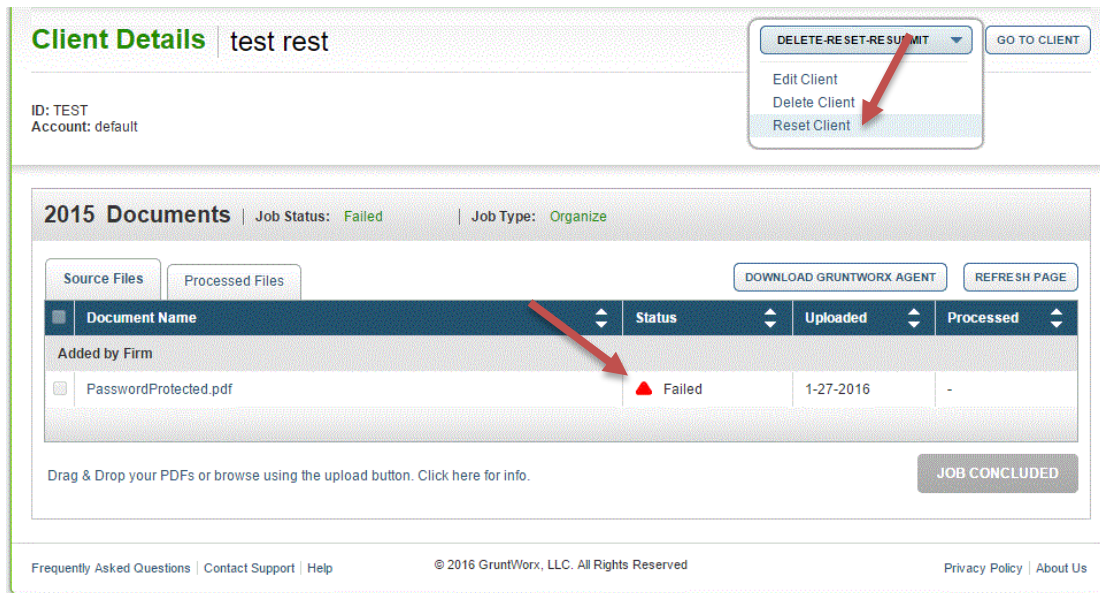 Client Details test rest
DELETE-RESET-RESUBMIT
GO TO CLIENT
Edit Client
Delete Client
Reset Client
ID: TEST
Account: default
2015 Documents | Job Status: Failed | Job Type: Organize
Source Files
Processed Files
DOWNLOAD GRUNTWORX AGENT
REFRESH PAGE
Document Name Status Uploaded Processed
Added by Firm
PasswordProtected.pdf Failed 1-27-2016 -
Drag & Drop your PDFs or browse using the upload button. Click here for info.
JOB CONCLUDED
Frequently Asked Questions | Contact Support | Help © 2016 GruntWorx, LLC. All Rights Reserved Privacy Policy | About Us